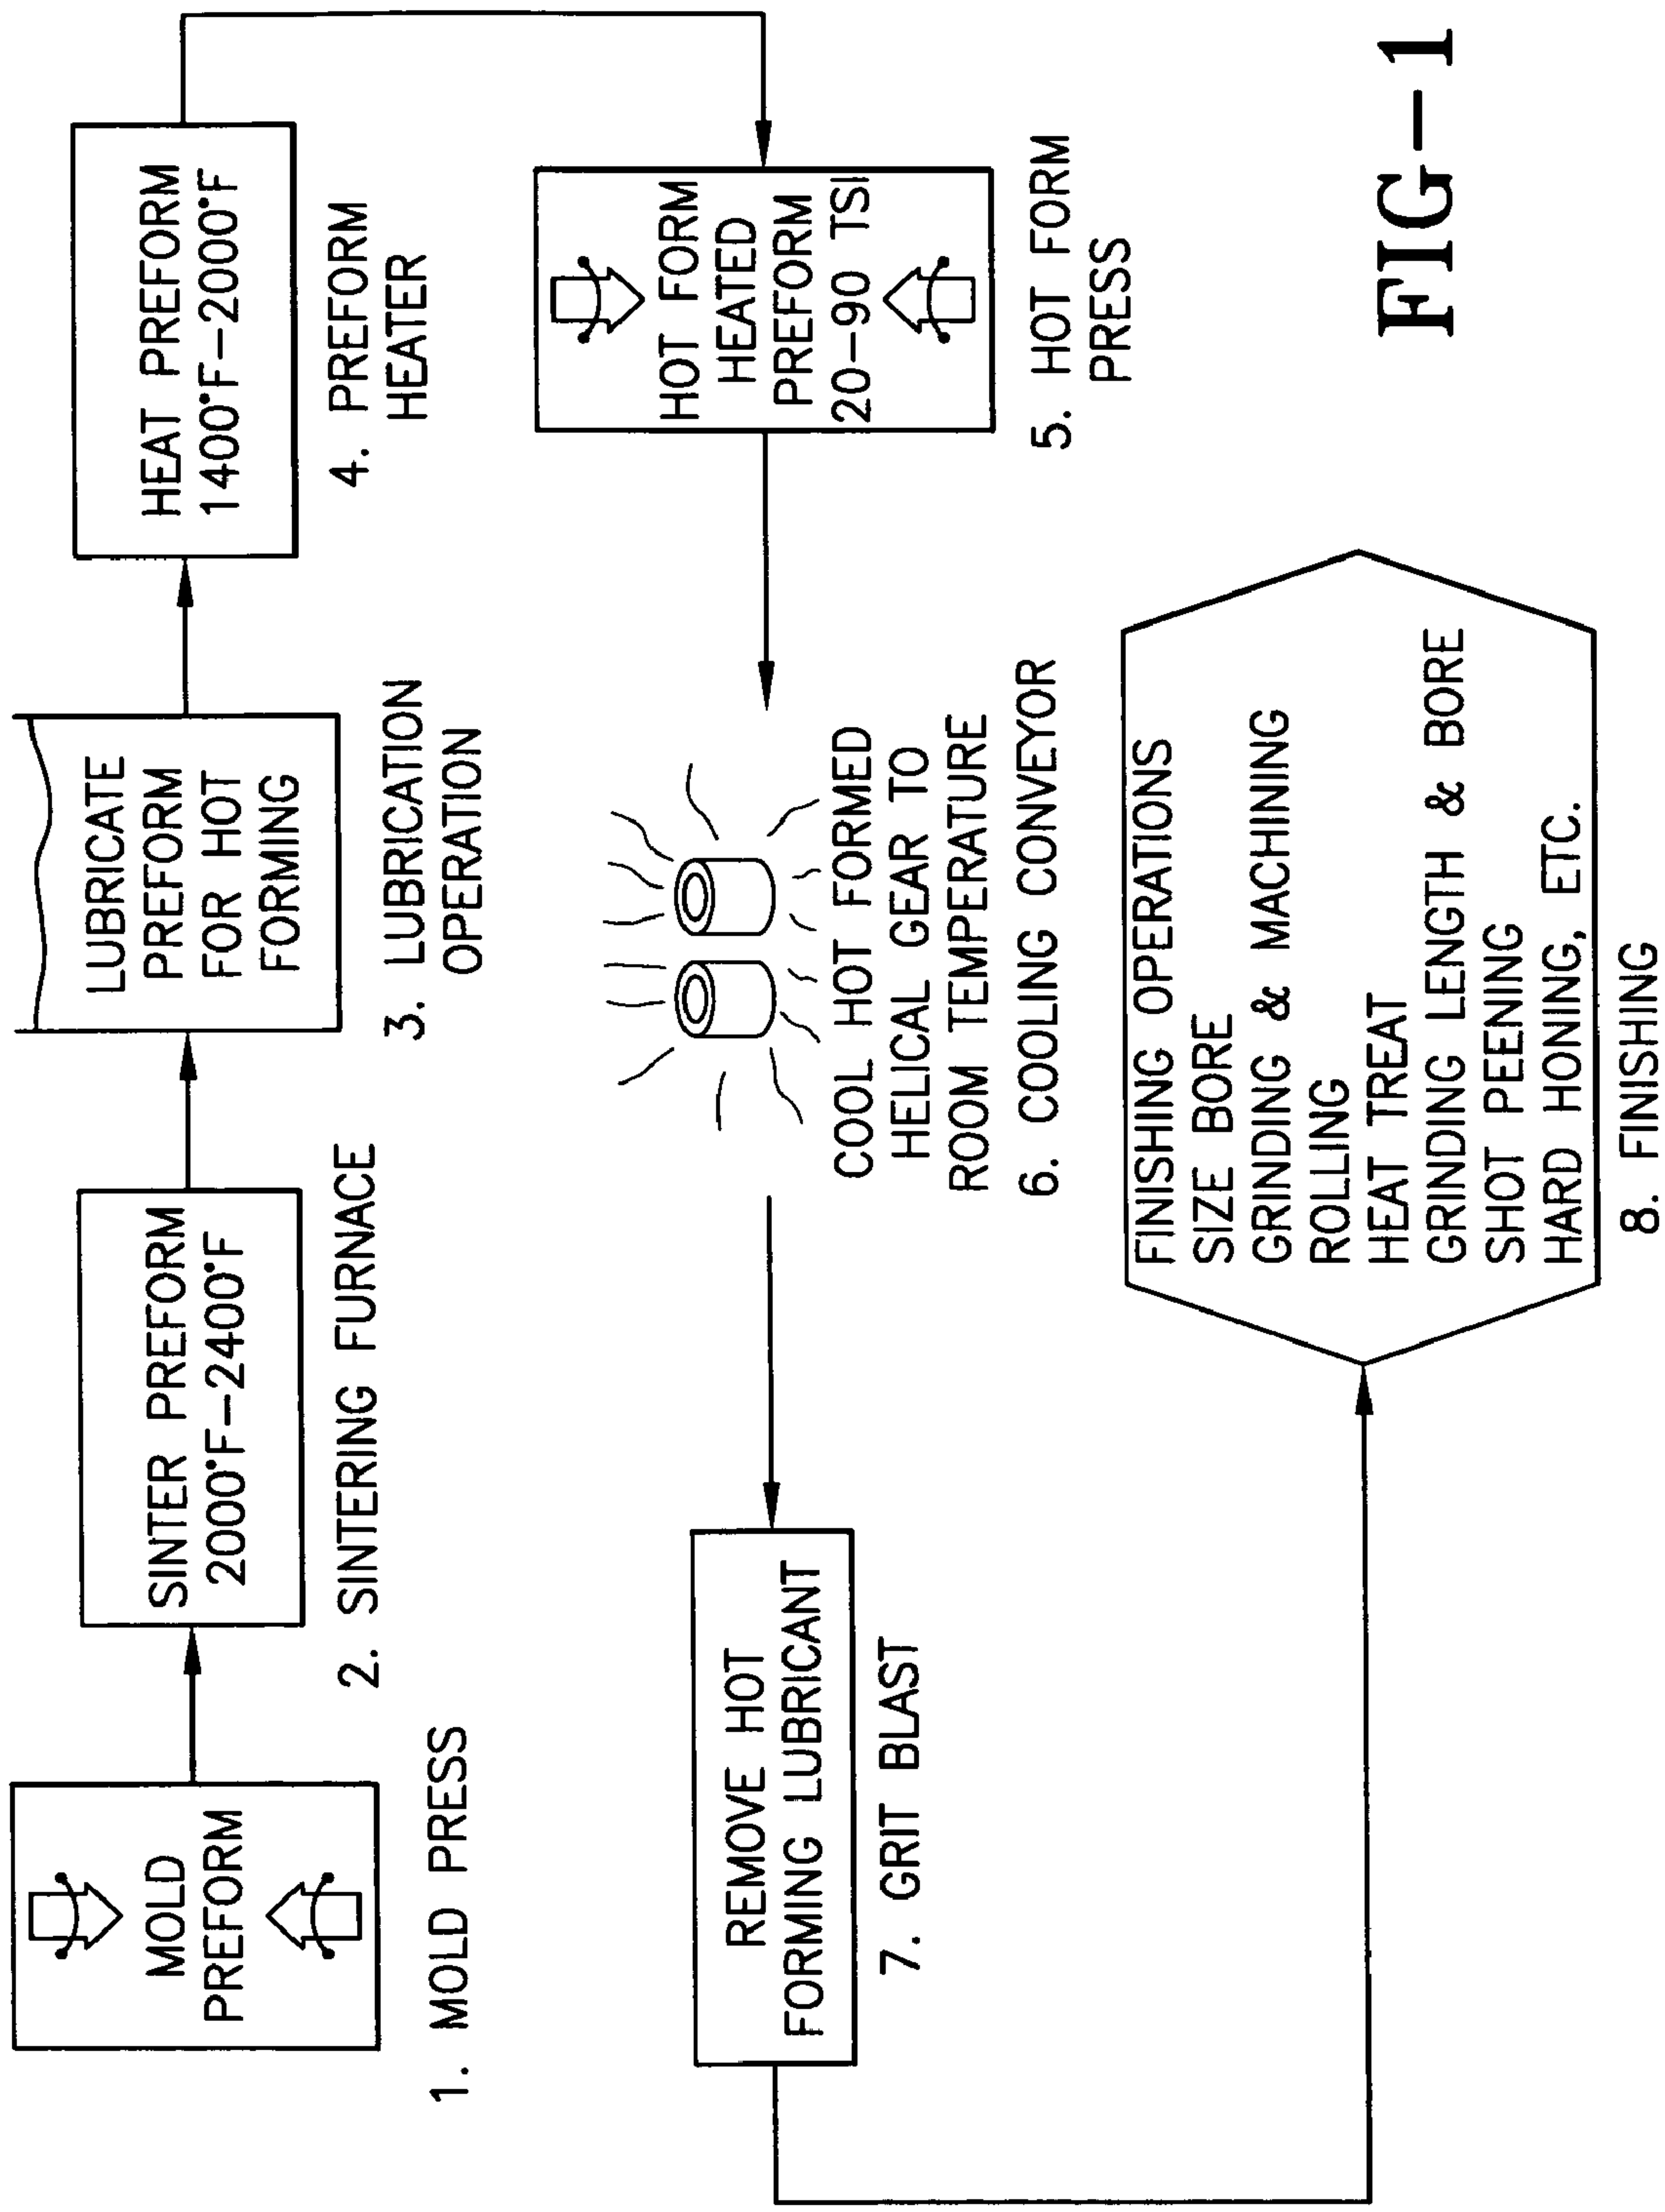 MOLD
PREFORM
1. MOLD PRESS
SINTER PREFORM
2000°F-2400°F
2. SINTERING FURNACE
LUBRICATE
PREFORM
FOR HOT
FORMING
3. LUBRICATION
OPERATION
HEAT PREFORM
1400°F-2000°F
4. PREFORM
HEATER
HOT FORM
HEATED
PREFORM
20-90 TSI
5. HOT FORM
PRESS
COOL HOT FORMED
HELICAL GEAR TO
ROOM TEMPERATURE
6. COOLING CONVEYOR
REMOVE HOT
FORMING LUBRICANT
7. GRIT BLAST
FINISHING OPERATIONS
SIZE BORE
GRINDING & MACHINING
ROLLING
HEAT TREAT
GRINDING LENGTH & BORE
SHOT PEENING
HARD HONING, ETC.
8. FINISHING
FIG-1